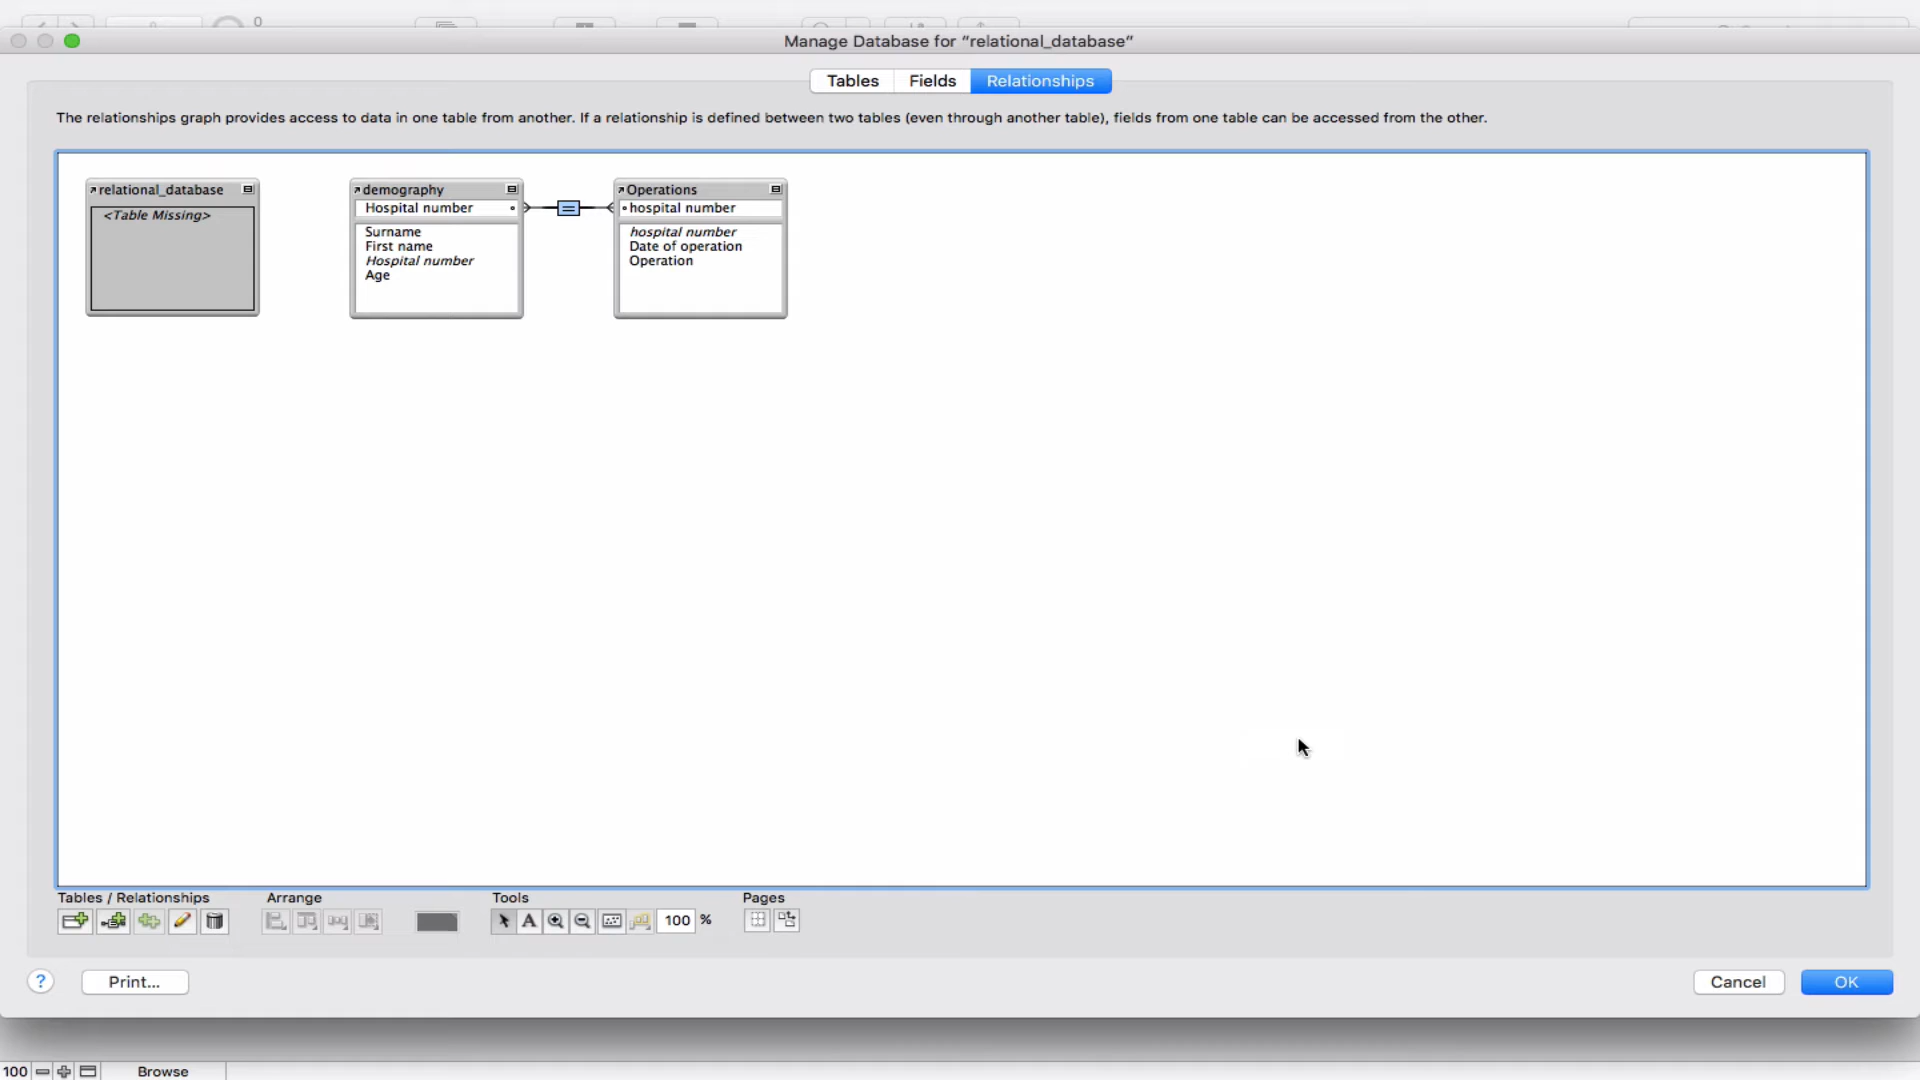 0
Manage Database for “relational_database”
Tables Fields Relationships
The relationships graph provides access to data in one table from another. If a relationship is defined between two tables (even through another table), fields from one table can be accessed from the other.
relational_database
<Table Missing>
demography
Hospital number
Surname
First name
Hospital number
Age
Operations
hospital number
hospital number
Date of operation
Operation
Tables / Relationships Arrange Tools Pages
A 100 %
? Print... Cancel OK
100 Browse